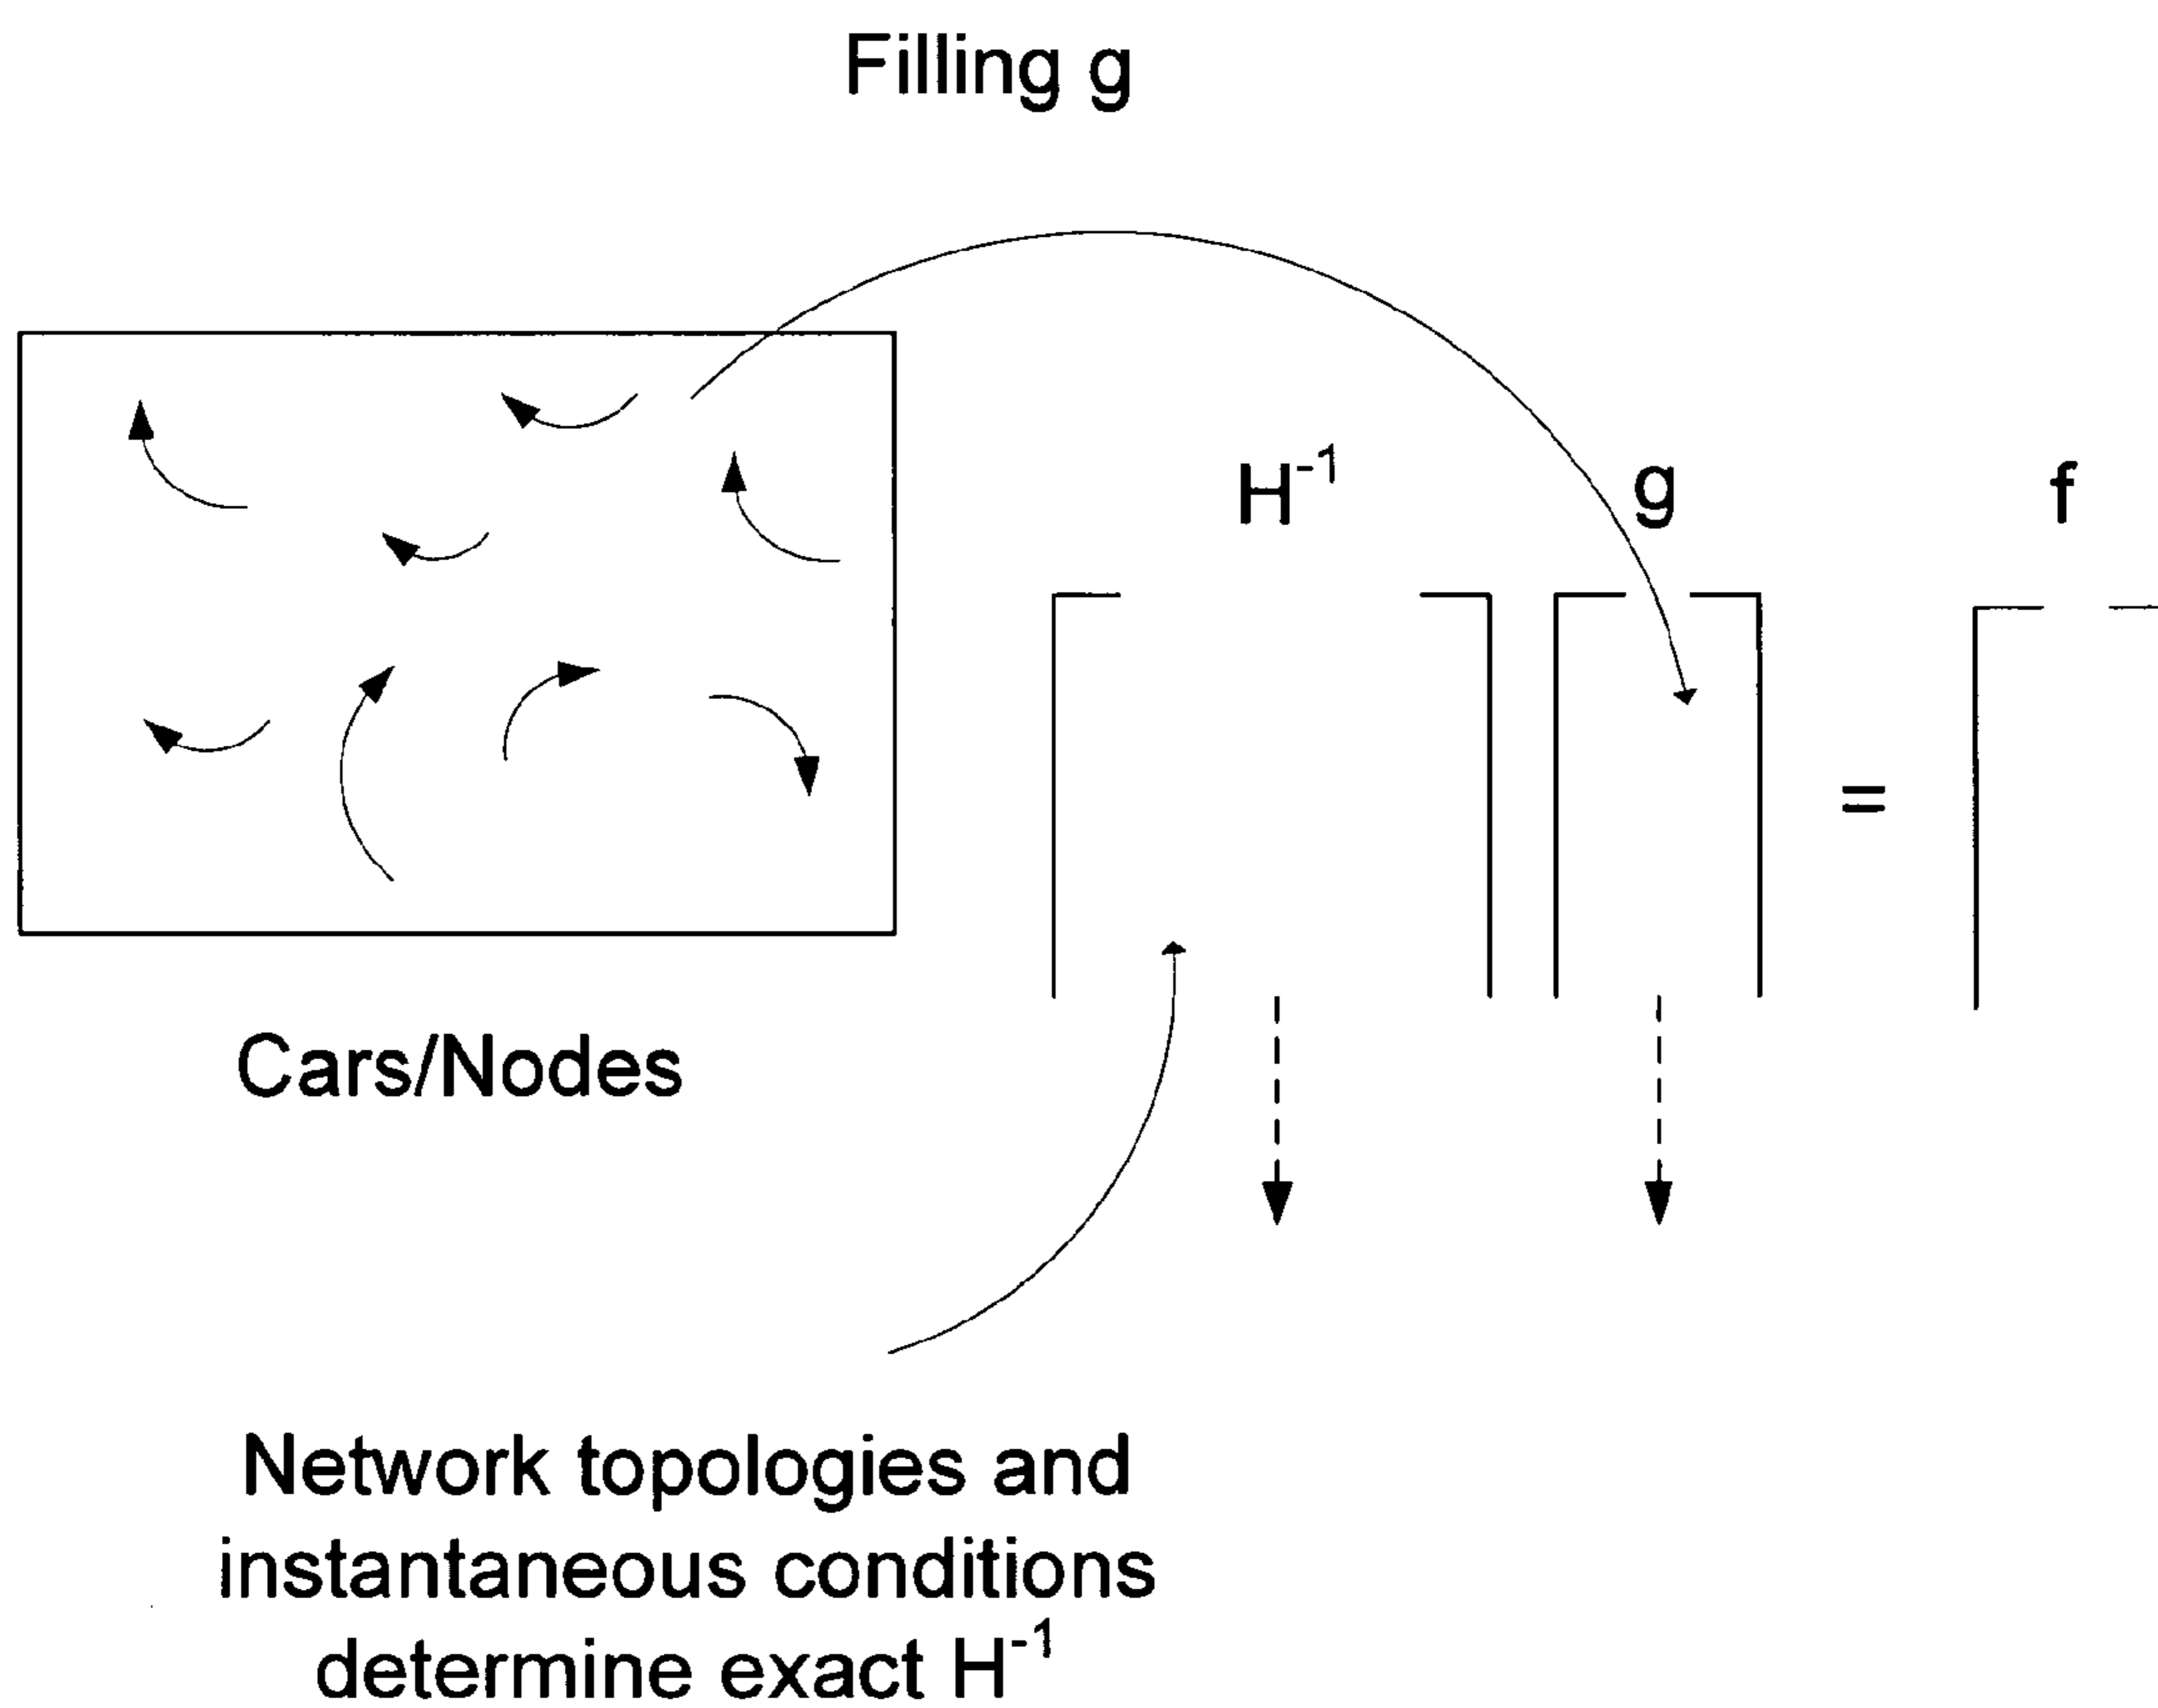 Filling g
H⁻¹ g f
=
Cars/Nodes
Network topologies and
instantaneous conditions
determine exact H⁻¹